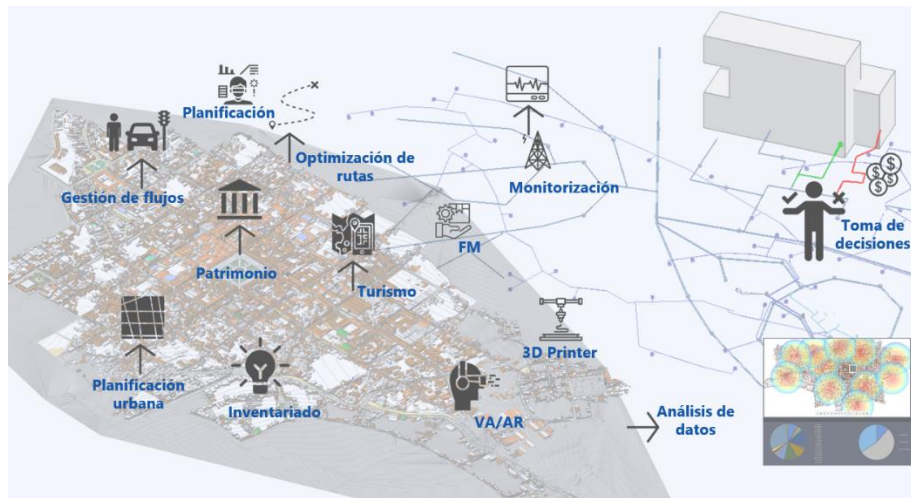 Planificación
Optimización de
rutas
Gestión de flujos
Monitorización
Toma de
decisiones
FM
Patrimonio
Turismo
3D Printer
Planificación
urbana
Inventariado
VA/AR
Análisis de
datos